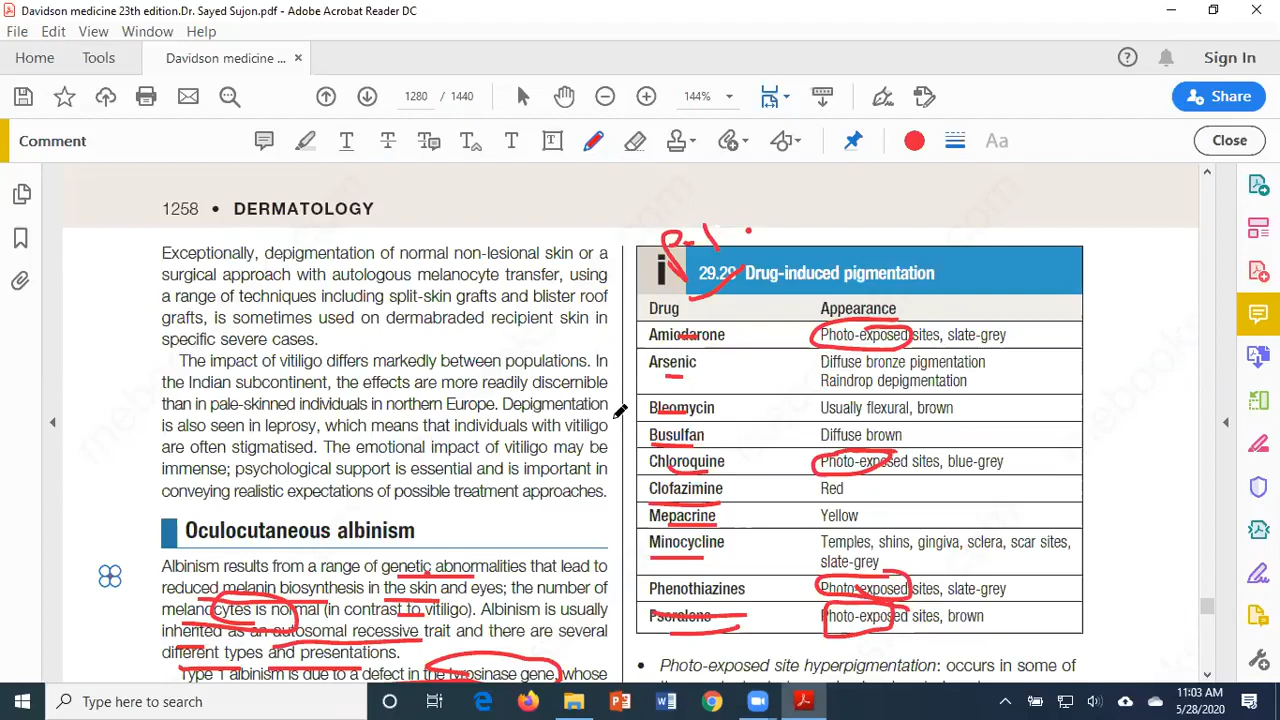 Davidson medicine 23th edition.Dr. Sayed Sujon.pdf - Adobe Acrobat Reader DC
File Edit View Window Help
Home Tools Davidson medicine ... × Sign In
1280 / 1440 144% Share
Comment Aa Close
1258 • DERMATOLOGY
Exceptionally, depigmentation of normal non-lesional skin or a
surgical approach with autologous melanocyte transfer, using
a range of techniques including split-skin grafts and blister roof
grafts, is sometimes used on dermabraded recipient skin in
specific severe cases.
The impact of vitiligo differs markedly between populations. In
the Indian subcontinent, the effects are more readily discernible
than in pale-skinned individuals in northern Europe. Depigmentation
is also seen in leprosy, which means that individuals with vitiligo
are often stigmatised. The emotional impact of vitiligo may be
immense; psychological support is essential and is important in
conveying realistic expectations of possible treatment approaches.
Oculocutaneous albinism
Albinism results from a range of genetic abnormalities that lead to
reduced melanin biosynthesis in the skin and eyes; the number of
melanocytes is normal (in contrast to vitiligo). Albinism is usually
inherited as an autosomal recessive trait and there are several
different types and presentations.
Type 1 albinism is due to a defect in the tyrosinase gene, whose
i 29.29 Drug-induced pigmentation
Drug Appearance
Amiodarone Photo-exposed sites, slate-grey
Arsenic Diffuse bronze pigmentation
Raindrop depigmentation
Bleomycin Usually flexural, brown
Busulfan Diffuse brown
Chloroquine Photo-exposed sites, blue-grey
Clofazimine Red
Mepacrine Yellow
Minocycline Temples, shins, gingiva, sclera, scar sites,
slate-grey
Phenothiazines Photo-exposed sites, slate-grey
Psoralens Photo-exposed sites, brown
• Photo-exposed site hyperpigmentation: occurs in some of
Type here to search
11:03 AM
5/28/2020